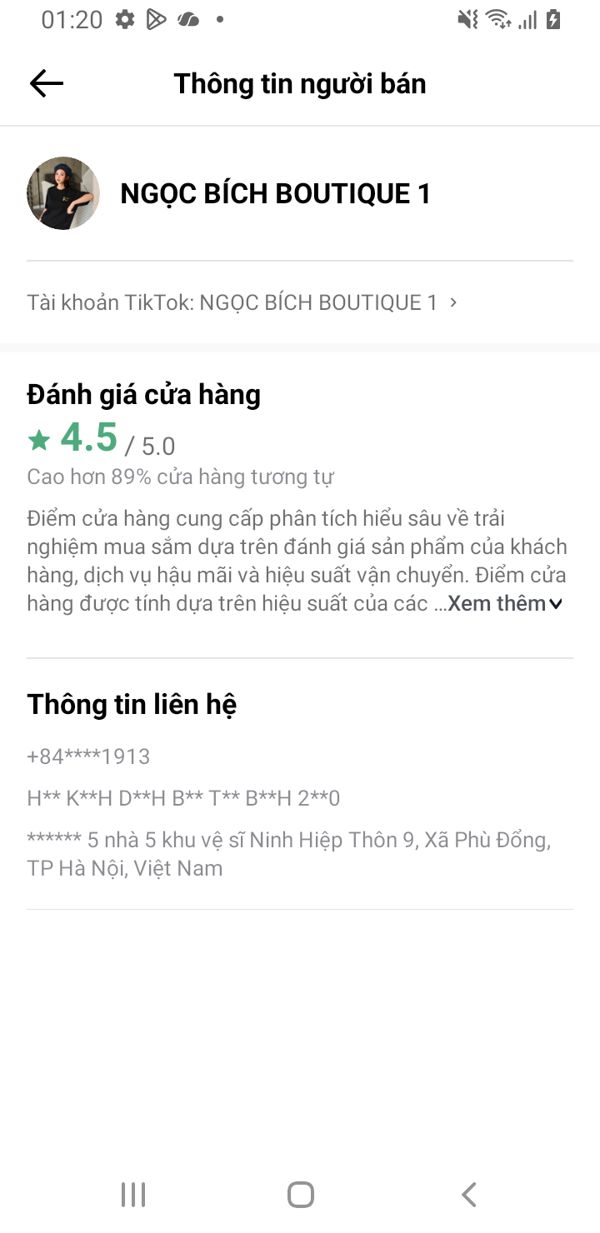 01:20
Thông tin người bán
NGỌC BÍCH BOUTIQUE 1
Tài khoản TikTok: NGỌC BÍCH BOUTIQUE 1 ›
Đánh giá cửa hàng
★ 4.5 / 5.0
Cao hơn 89% cửa hàng tương tự
Điểm cửa hàng cung cấp phân tích hiểu sâu về trải
nghiệm mua sắm dựa trên đánh giá sản phẩm của khách
hàng, dịch vụ hậu mãi và hiệu suất vận chuyển. Điểm cửa
hàng được tính dựa trên hiệu suất của các ...Xem thêm
Thông tin liên hệ
+84****1913
H** K**H D**H B** T** B**H 2**0
****** 5 nhà 5 khu vệ sĩ Ninh Hiệp Thôn 9, Xã Phù Đổng,
TP Hà Nội, Việt Nam